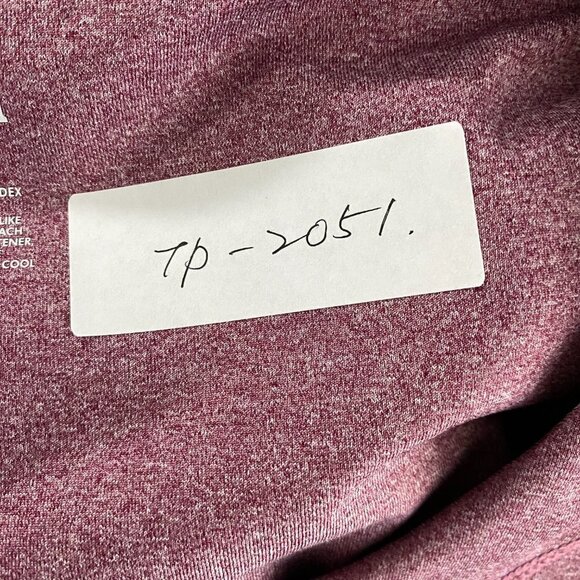 DEX
LIKE
ACH
TENER,
COOL
TP-2051.